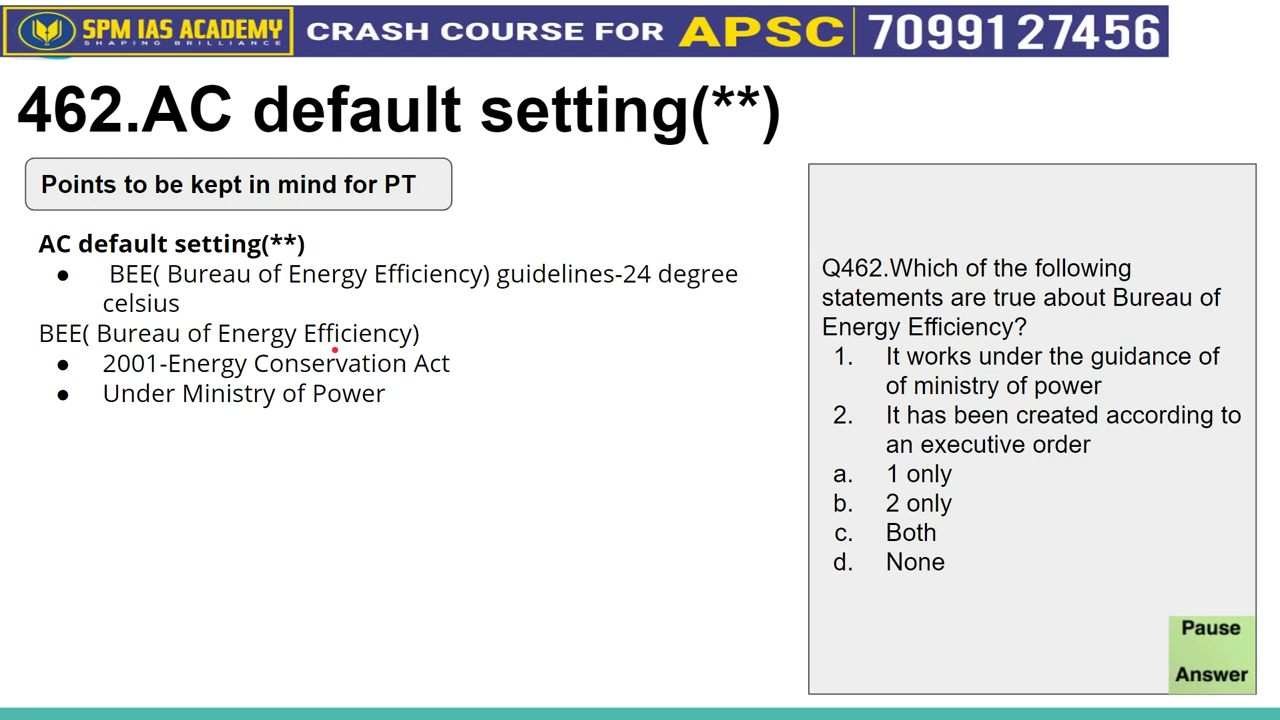 SPM IAS ACADEMY
SHAPING BRILLIANCE
CRASH COURSE FOR APSC 7099127456
462.AC default setting(**)
Points to be kept in mind for PT
AC default setting(**)
● BEE( Bureau of Energy Efficiency) guidelines-24 degree
celsius
BEE( Bureau of Energy Efficiency)
● 2001-Energy Conservation Act
● Under Ministry of Power
Q462.Which of the following
statements are true about Bureau of
Energy Efficiency?
1. It works under the guidance of
of ministry of power
2. It has been created according to
an executive order
a. 1 only
b. 2 only
c. Both
d. None
Pause
Answer